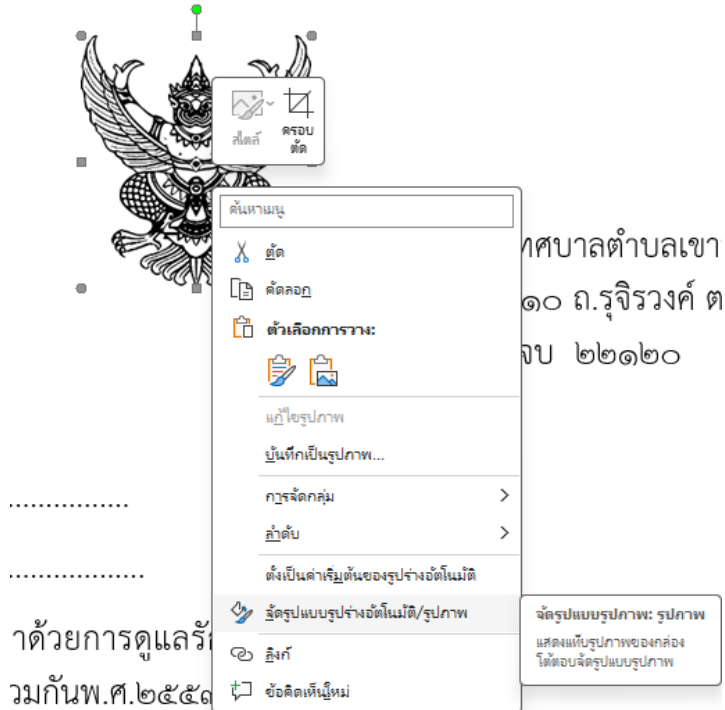 สไตล์
ครอบ
ตัด
ค้นหาเมนู
ตัด
คัดลอก
ตัวเลือกการวาง:
แก้ไขรูปภาพ
บันทึกเป็นรูปภาพ...
การจัดกลุ่ม
ลำดับ
ตั้งเป็นค่าเริ่มต้นของรูปร่างอัตโนมัติ
จัดรูปแบบรูปร่างอัตโนมัติ/รูปภาพ
ลิงก์
ข้อคิดเห็นใหม่
จัดรูปแบบรูปภาพ: รูปภาพ
แสดงแท็บรูปภาพของกล่อง
โต้ตอบจัดรูปแบบรูปภาพ
ทศบาลตำบลเขา
๑๐ ถ.รุจิรวงค์ ต
จบ ๒๒๑๒๐
................
..................
าด้วยการดูแลรั
วมกันพ.ศ.๒๕๕